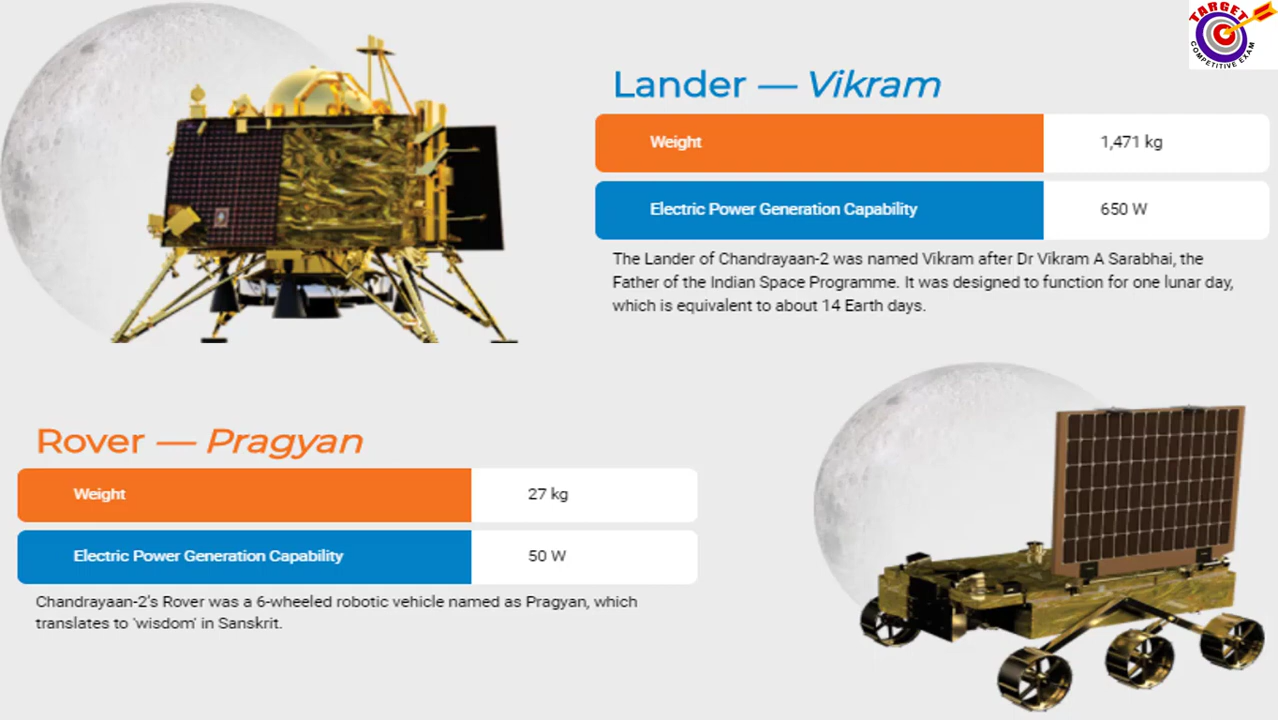 TARGET
COMPETITIVE EXAM
Lander — Vikram
Weight 1,471 kg
Electric Power Generation Capability 650 W
The Lander of Chandrayaan-2 was named Vikram after Dr Vikram A Sarabhai, the
Father of the Indian Space Programme. It was designed to function for one lunar day,
which is equivalent to about 14 Earth days.
Rover — Pragyan
Weight 27 kg
Electric Power Generation Capability 50 W
Chandrayaan-2's Rover was a 6-wheeled robotic vehicle named as Pragyan, which
translates to 'wisdom' in Sanskrit.